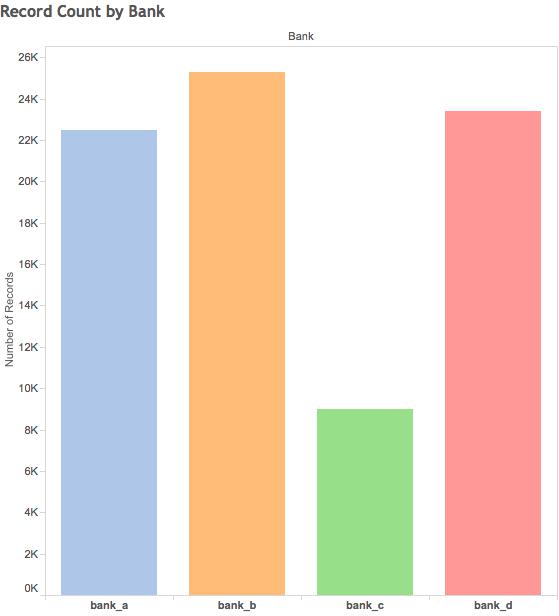 Record Count by Bank
Bank
Number of Records
26K
24K
22K
20K
18K
16K
14K
12K
10K
8K
6K
4K
2K
0K
bank_a bank_b bank_c bank_d